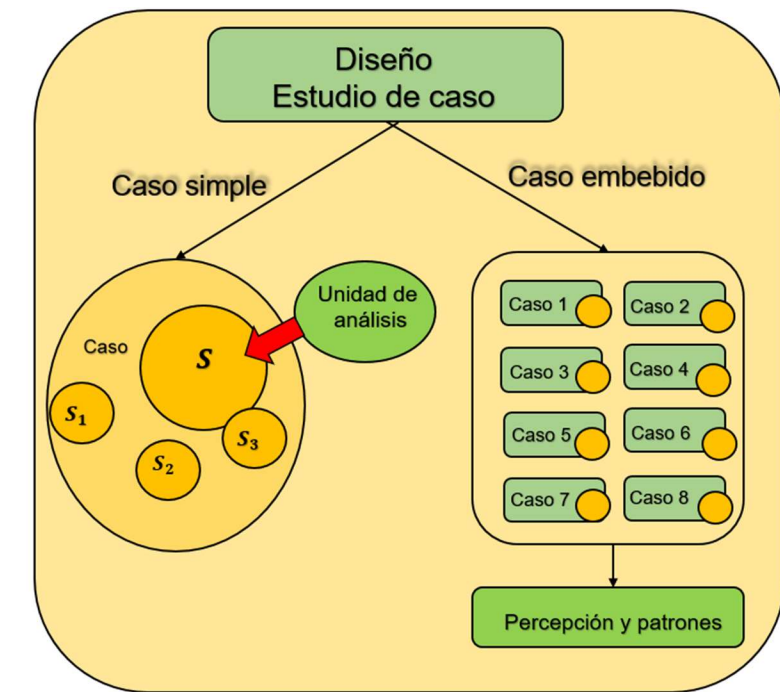 Diseño
Estudio de caso
Caso simple
Caso embebido
Unidad de
análisis
Caso
S
S₁
S₂
S₃
Caso 1
Caso 2
Caso 3
Caso 4
Caso 5
Caso 6
Caso 7
Caso 8
Percepción y patrones